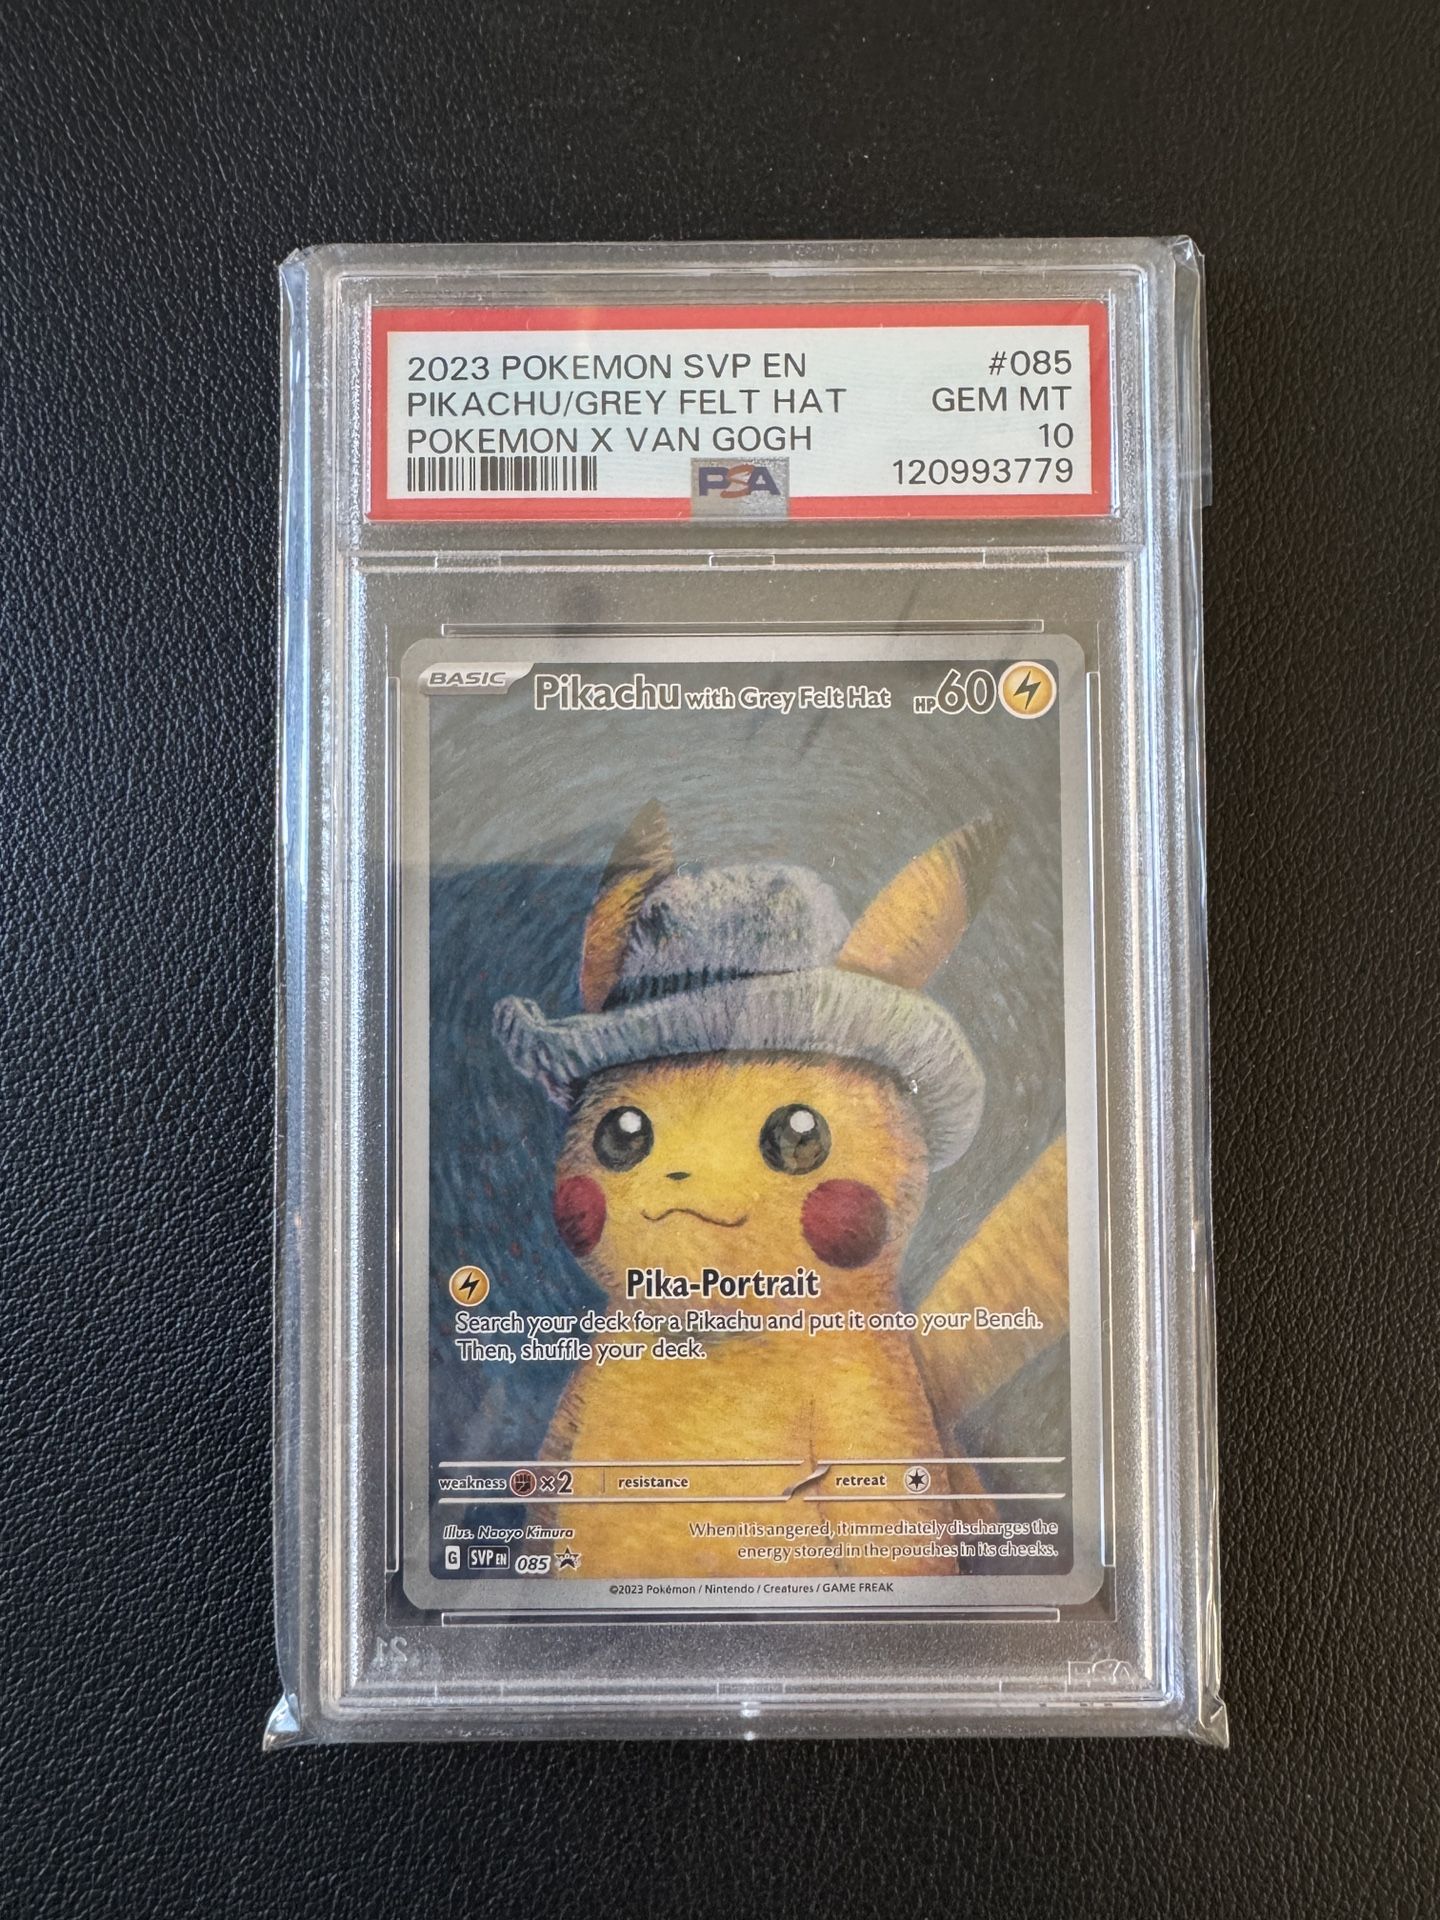 2023 POKEMON SVP EN #085
PIKACHU/GREY FELT HAT GEM MT
POKEMON X VAN GOGH 10
PSA 120993779
BASIC Pikachu with Grey Felt Hat HP60
Pika-Portrait
Search your deck for a Pikachu and put it onto your Bench.
Then, shuffle your deck.
weakness ×2 resistance retreat
Illus. Naoyo Kimura
When it is angered, it immediately discharges the
energy stored in the pouches in its cheeks.
G SVP EN 085
©2023 Pokémon / Nintendo / Creatures / GAME FREAK